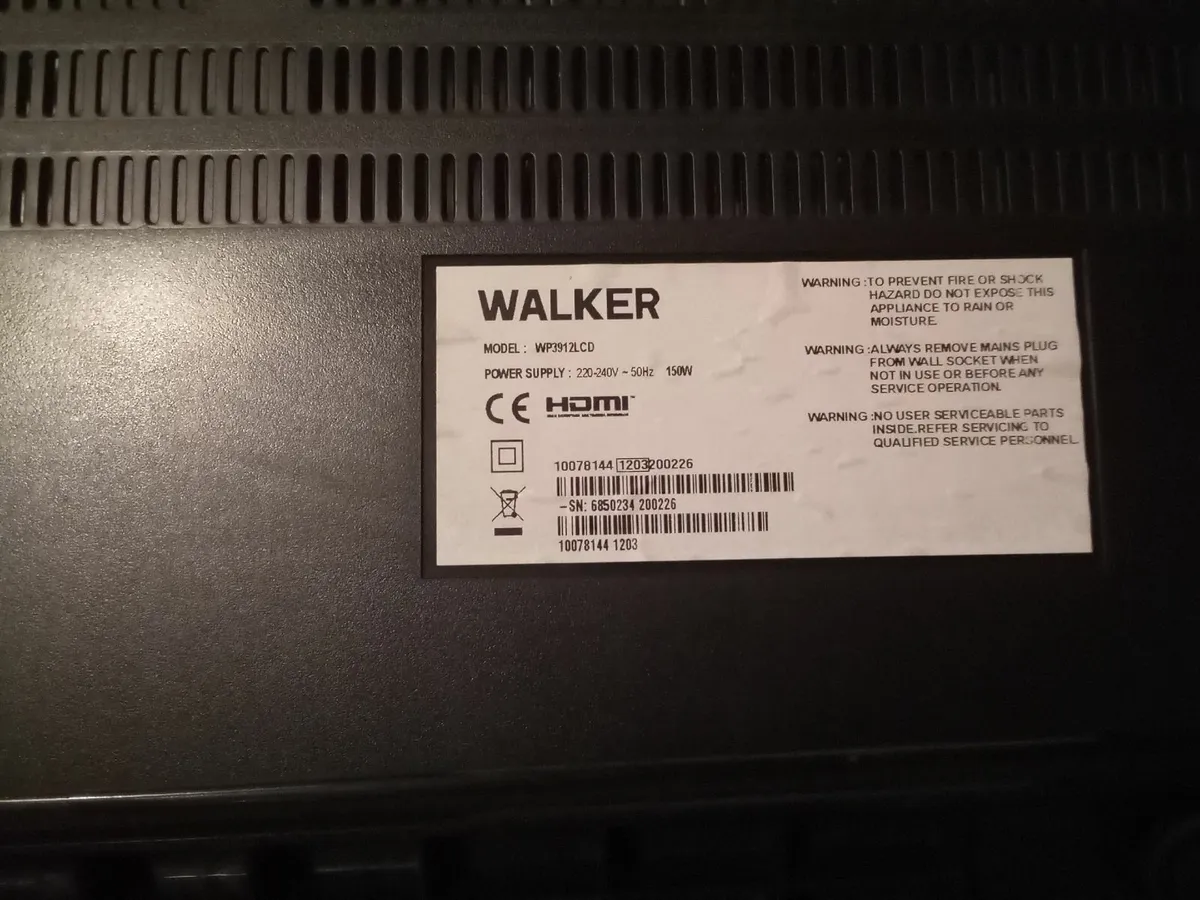 WALKER
MODEL : WP3912LCD
POWER SUPPLY : 220-240V ~ 50Hz 150W
CE HDMI™
10078144 1203 200226
-SN: 6850234 200226
10078144 1203
WARNING :TO PREVENT FIRE OR SHOCK
HAZARD DO NOT EXPOSE THIS
APPLIANCE TO RAIN OR
MOISTURE.
WARNING :ALWAYS REMOVE MAINS PLUG
FROM WALL SOCKET WHEN
NOT IN USE OR BEFORE ANY
SERVICE OPERATION.
WARNING :NO USER SERVICEABLE PARTS
INSIDE.REFER SERVICING TO
QUALIFIED SERVICE PERSONNEL.